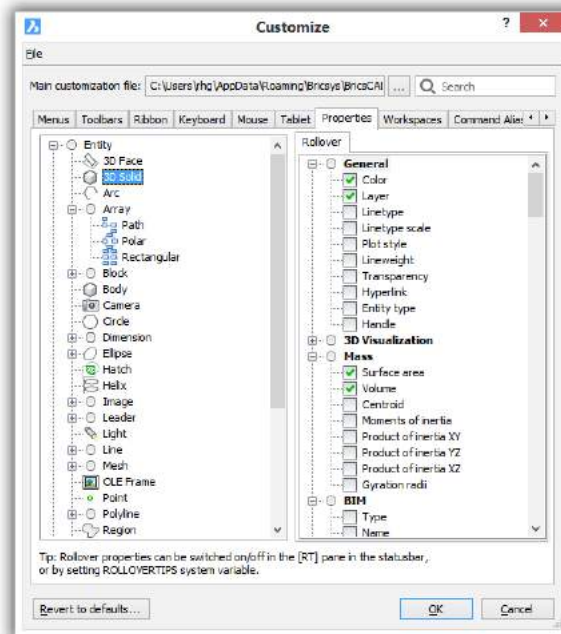 Customize
?
File
Main customization file: C:\Users\rhg\AppData\Roaming\Bricsys\BricsCAI
...
Search
Menus Toolbars Ribbon Keyboard Mouse Tablet Properties Workspaces Command Alia
Entity
3D Face
3D Solid
Arc
Array
Path
Polar
Rectangular
Block
Body
Camera
Circle
Dimension
Ellipse
Hatch
Helix
Image
Leader
Light
Line
Mesh
OLE Frame
Point
Polyline
Region
Rollover
General
Color
Layer
Linetype
Linetype scale
Plot style
Lineweight
Transparency
Hyperlink
Entity type
Handle
3D Visualization
Mass
Surface area
Volume
Centroid
Moments of inertia
Product of inertia XY
Product of inertia YZ
Product of inertia XZ
Gyration radii
BIM
Type
Name
Tip: Rollover properties can be switched on/off in the [RT] pane in the statusbar,
or by setting ROLLOVERTIPS system variable.
Revert to defaults...
OK
Cancel